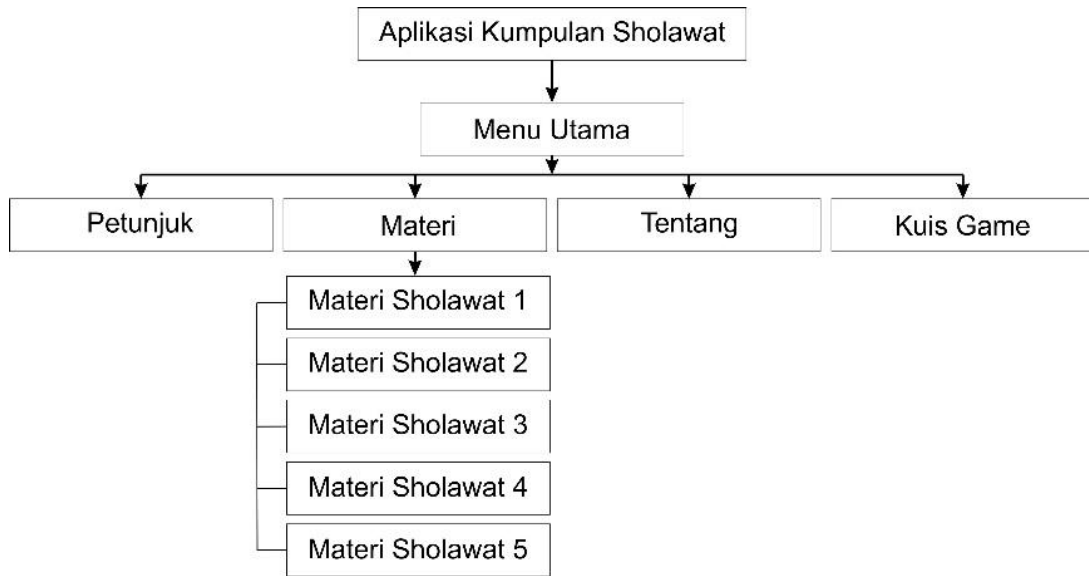 Aplikasi Kumpulan Sholawat
Menu Utama
Petunjuk
Materi
Tentang
Kuis Game
Materi Sholawat 1
Materi Sholawat 2
Materi Sholawat 3
Materi Sholawat 4
Materi Sholawat 5